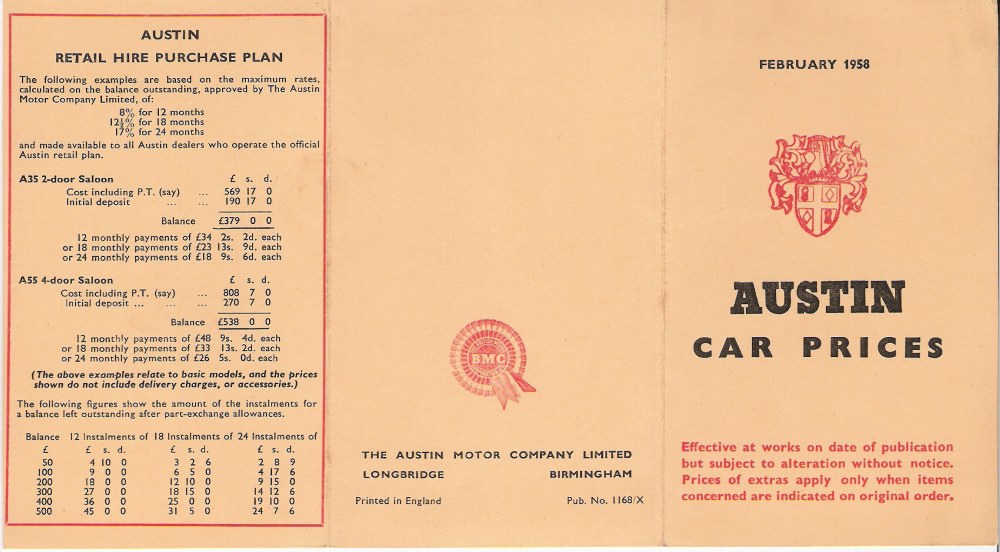 AUSTIN
RETAIL HIRE PURCHASE PLAN
The following examples are based on the maximum rates,
calculated on the balance outstanding, approved by The Austin
Motor Company Limited, of:
8% for 12 months
12½% for 18 months
17% for 24 months
and made available to all Austin dealers who operate the official
Austin retail plan.
A35 2-door Saloon £ s. d.
Cost including P.T. (say) ... 569 17 0
Initial deposit ... ... 190 17 0
Balance £379 0 0
12 monthly payments of £34 2s. 2d. each
or 18 monthly payments of £23 13s. 9d. each
or 24 monthly payments of £18 9s. 6d. each
A55 4-door Saloon £ s. d.
Cost including P.T. (say) ... 808 7 0
Initial deposit ... ... ... 270 7 0
Balance £538 0 0
12 monthly payments of £48 9s. 4d. each
or 18 monthly payments of £33 13s. 2d. each
or 24 monthly payments of £26 5s. 0d. each
(The above examples relate to basic models, and the prices
shown do not include delivery charges, or accessories.)
The following figures show the amount of the instalments for
a balance left outstanding after part-exchange allowances.
Balance 12 Instalments of 18 Instalments of 24 Instalments of
£ £ s. d. £ s. d. £ s. d.
50 4 10 0 3 2 6 2 8 9
100 9 0 0 6 5 0 4 17 6
200 18 0 0 12 10 0 9 15 0
300 27 0 0 18 15 0 14 12 6
400 36 0 0 25 0 0 19 10 0
500 45 0 0 31 5 0 24 7 6
BMC
THE AUSTIN MOTOR COMPANY LIMITED
LONGBRIDGE BIRMINGHAM
Printed in England Pub. No. 1168/X
FEBRUARY 1958
AUSTIN
CAR PRICES
Effective at works on date of publication
but subject to alteration without notice.
Prices of extras apply only when items
concerned are indicated on original order.